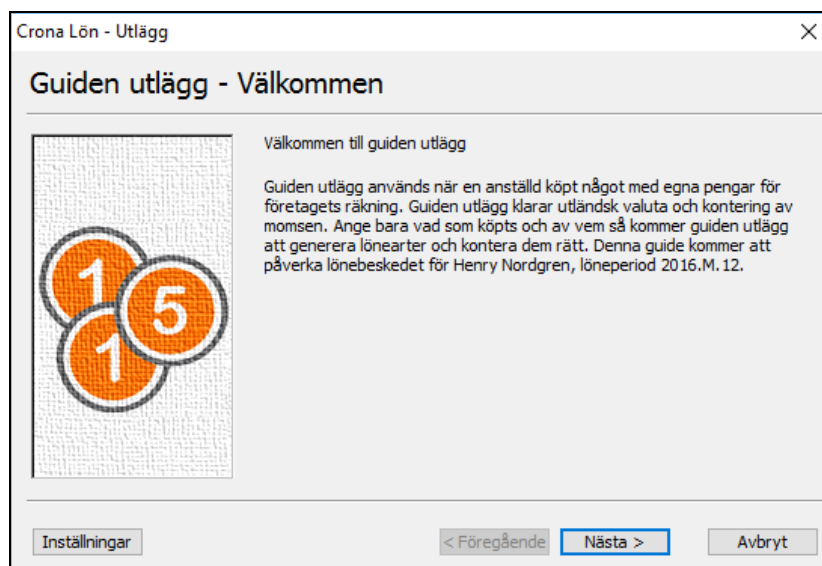 Crona Lön - Utlägg
Guiden utlägg - Välkommen
Välkommen till guiden utlägg
Guiden utlägg används när en anställd köpt något med egna pengar för
företagets räkning. Guiden utlägg klarar utländsk valuta och kontering av
momsen. Ange bara vad som köpts och av vem så kommer guiden utlägg
att generera lönearter och kontera dem rätt. Denna guide kommer att
påverka lönebeskedet för Henry Nordgren, löneperiod 2016.M.12.
1
5
1
Inställningar
< Föregående
Nästa >
Avbryt